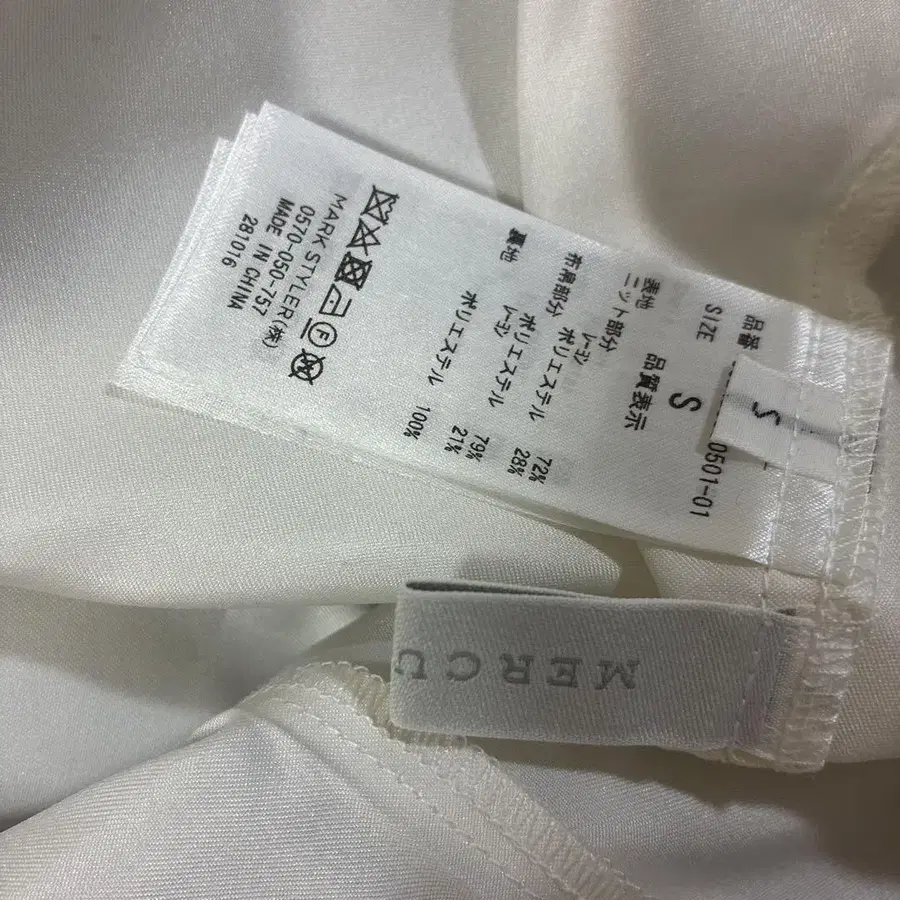 品番 0501-01
SIZE S
品質表示
表地
ニット部分
レーヨン 72%
ポリエステル 28%
布帛部分
ポリエステル 79%
レーヨン 21%
裏地
ポリエステル 100%
MARK STYLER(株)
0570-050-757
MADE IN CHINA
281016
S
MERCU